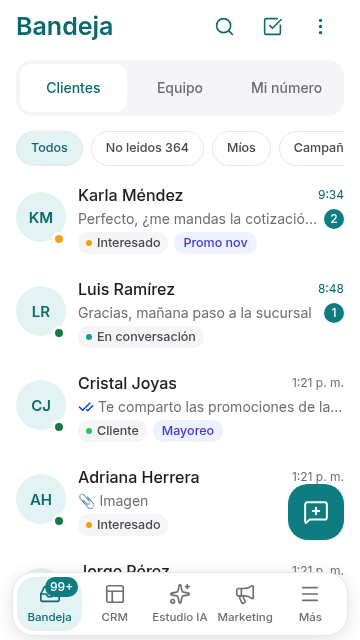 Bandeja
Clientes
Equipo
Mi número
Todos
No leídos 364
Míos
Campañ
KM
Karla Méndez
9:34
Perfecto, ¿me mandas la cotizació...
2
Interesado
Promo nov
LR
Luis Ramírez
8:48
Gracias, mañana paso a la sucursal
1
En conversación
CJ
Cristal Joyas
1:21 p. m.
Te comparto las promociones de la...
Cliente
Mayoreo
AH
Adriana Herrera
1:21 p. m.
Imagen
Interesado
Jorge Pérez
1:21 p. m.
99+
Bandeja
CRM
Estudio IA
Marketing
Más